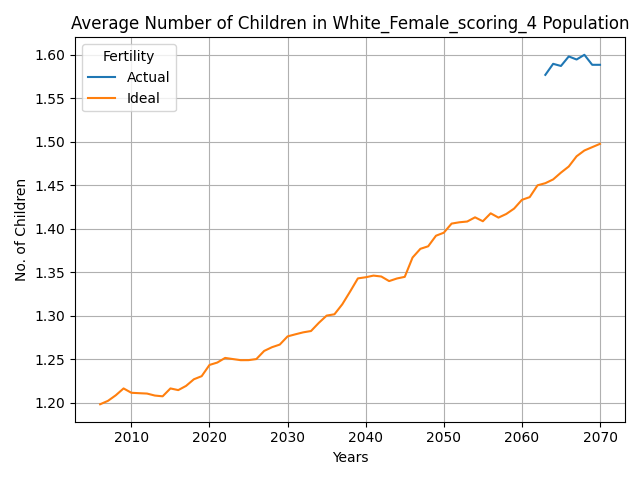 Average Number of Children in White_Female_scoring_4 Population
Fertility
Actual
Ideal
No. of Children
1.60
1.55
1.50
1.45
1.40
1.35
1.30
1.25
1.20
2010 2020 2030 2040 2050 2060 2070
Years